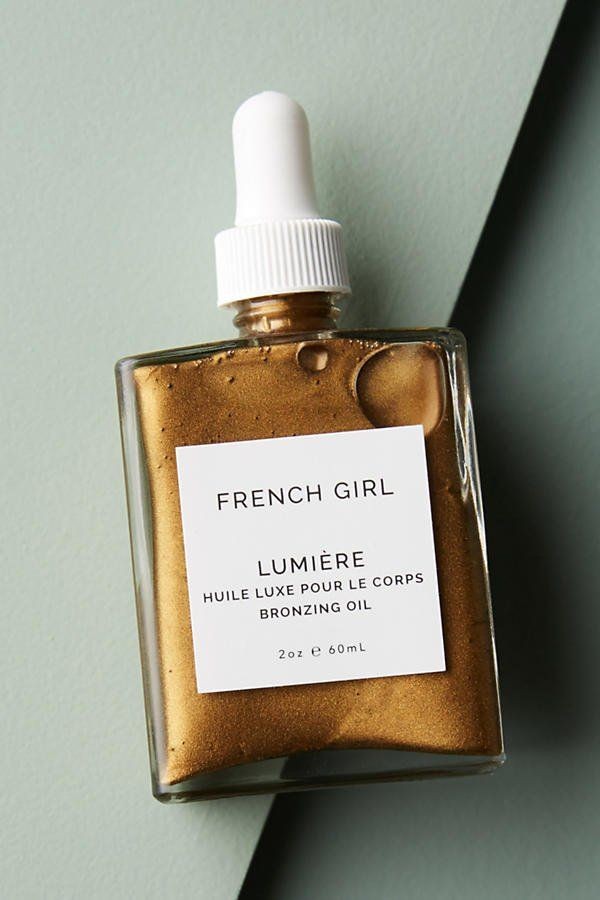 FRENCH GIRL
LUMIÈRE
HUILE LUXE POUR LE CORPS
BRONZING OIL
2oz ℮ 60mL